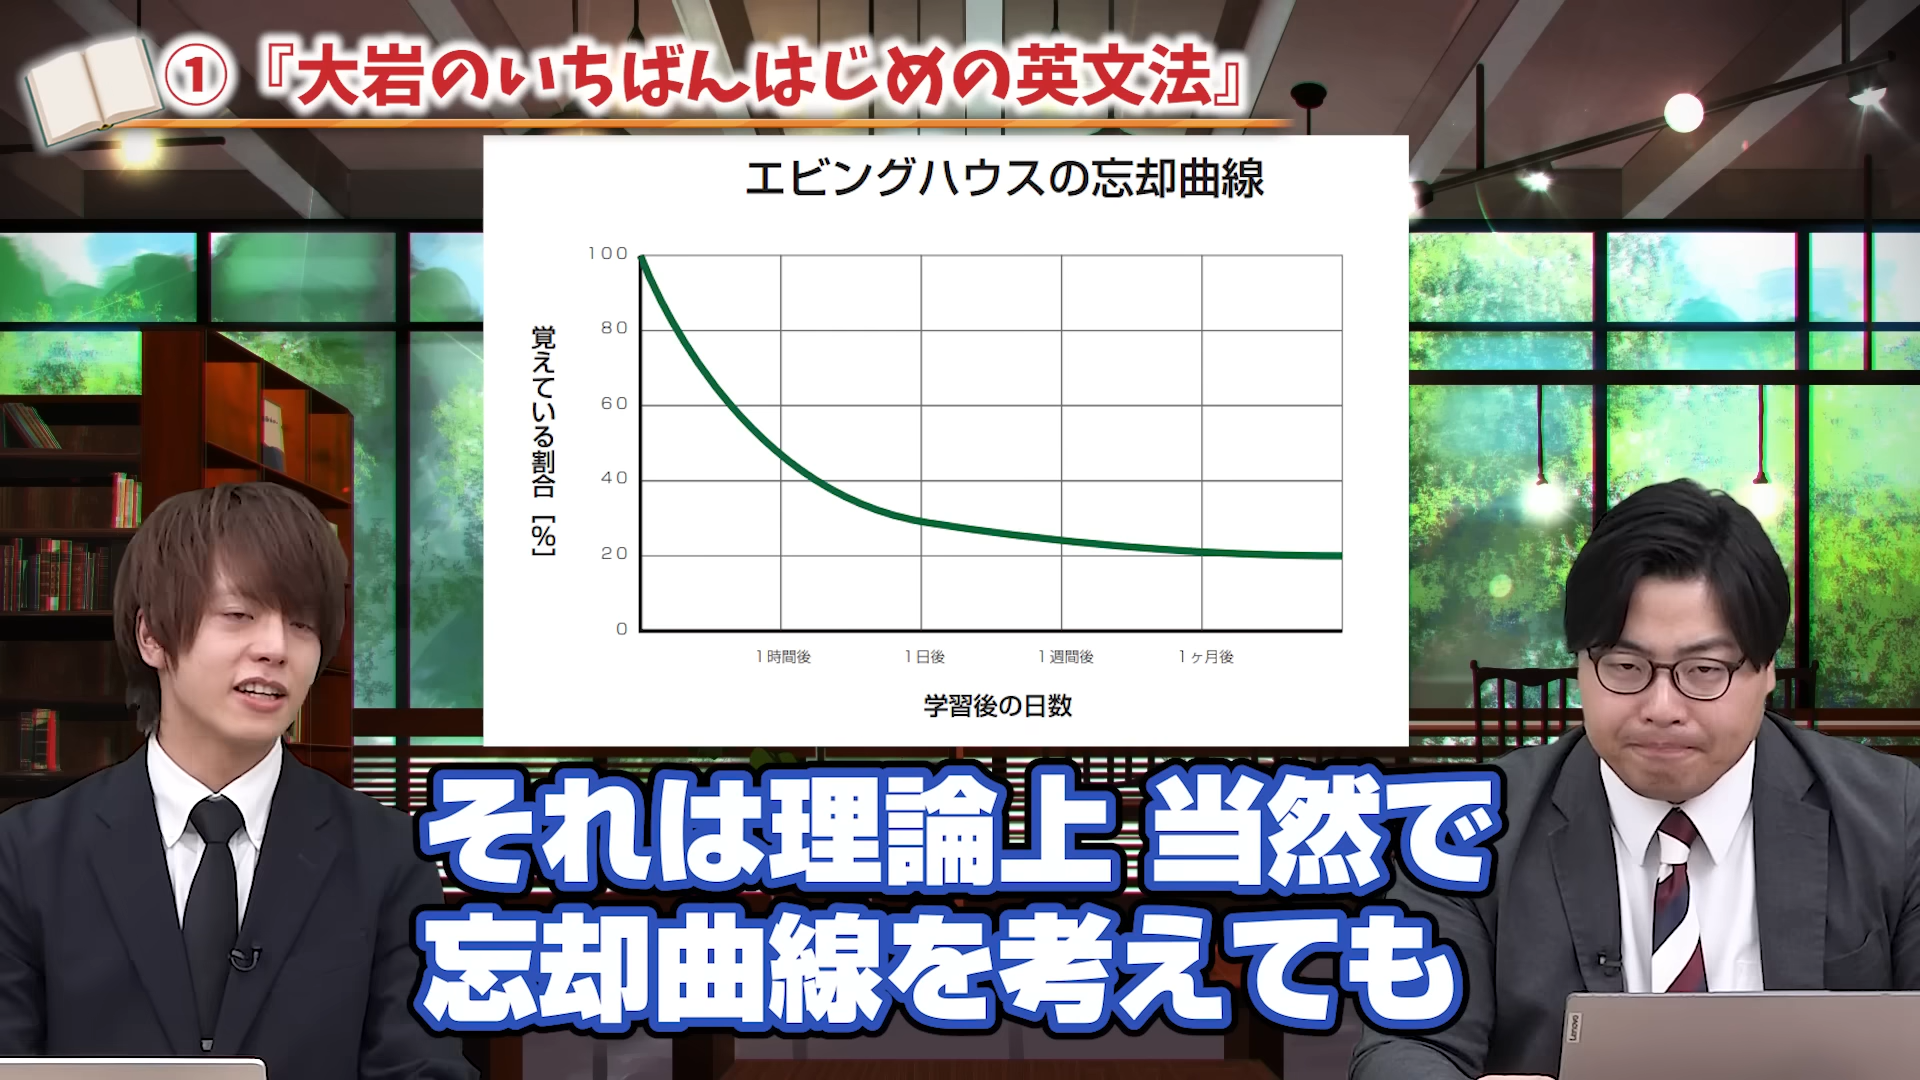 ①『大岩のいちばんはじめの英文法』
エビングハウスの忘却曲線
100
80
60
40
20
0
覚えている割合 [%]
1時間後
1日後
1週間後
1ヶ月後
学習後の日数
それは理論上 当然で
忘却曲線を考えても
Lenovo